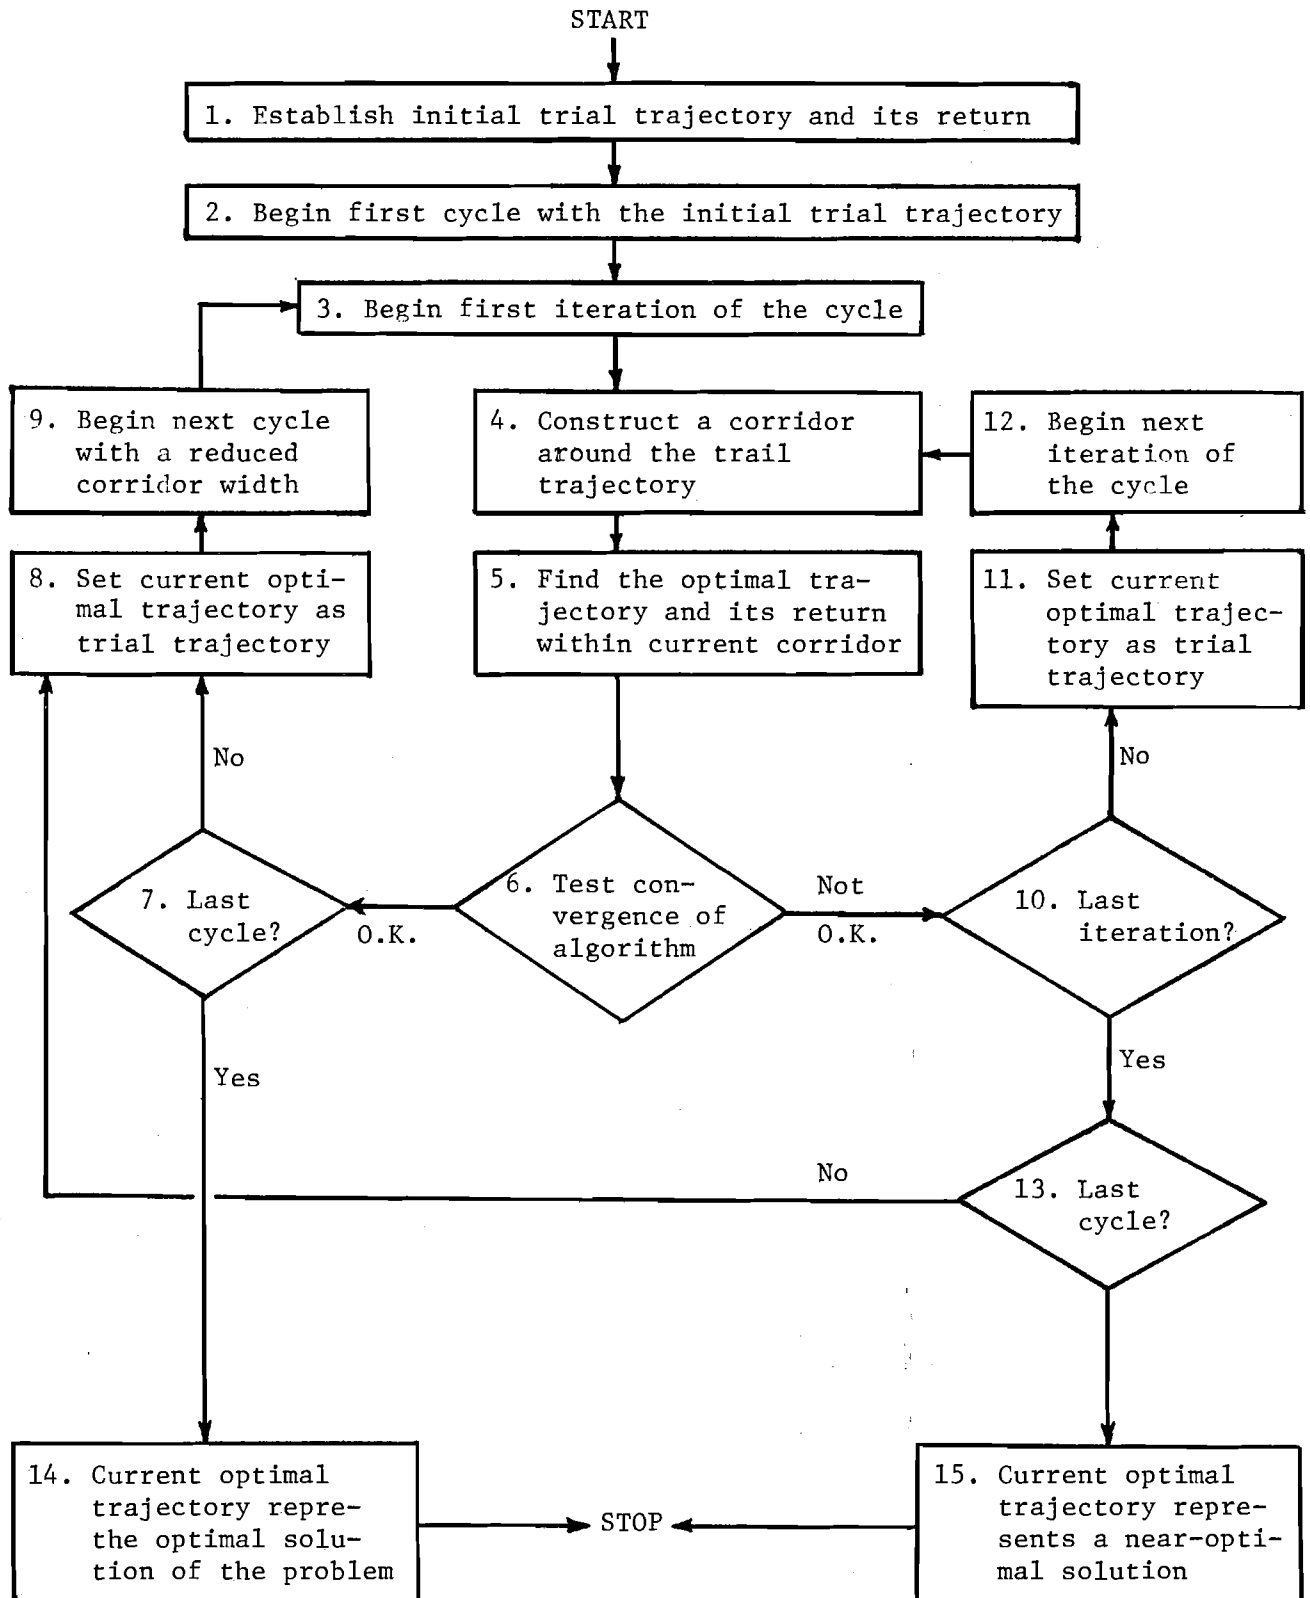 START
1. Establish initial trial trajectory and its return
2. Begin first cycle with the initial trial trajectory
3. Begin first iteration of the cycle
9. Begin next cycle
with a reduced
corridor width
4. Construct a corridor
around the trail
trajectory
12. Begin next
iteration of
the cycle
8. Set current opti-
mal trajectory as
trial trajectory
5. Find the optimal tra-
jectory and its return
within current corridor
11. Set current
optimal trajec-
tory as trial
trajectory
No
No
7. Last
cycle?
O.K.
6. Test con-
vergence of
algorithm
Not
O.K.
10. Last
iteration?
Yes
Yes
No
13. Last
cycle?
14. Current optimal
trajectory repre-
the optimal solu-
tion of the problem
STOP
15. Current optimal
trajectory repre-
sents a near-opti-
mal solution